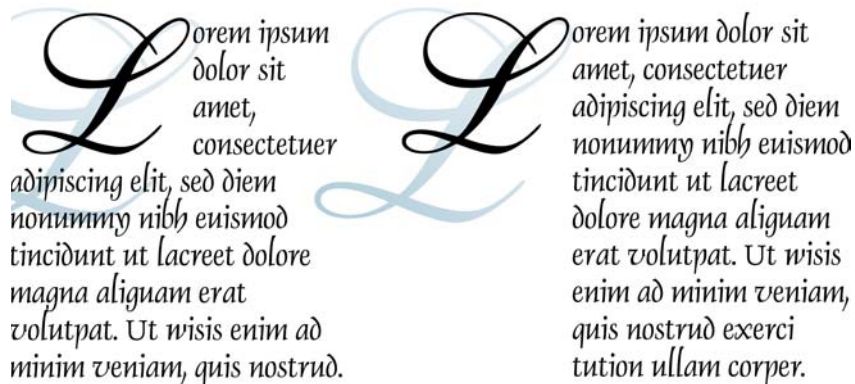 Lorem ipsum
dolor sit
amet,
consectetuer
adipiscing elit, sed diem
nonummy nibh euismod
tincidunt ut lacreet dolore
magna aliguam erat
volutpat. Ut wisis enim ad
minim veniam, quis nostrud.
Lorem ipsum dolor sit
amet, consectetuer
adipiscing elit, sed diem
nonummy nibh euismod
tincidunt ut lacreet
dolore magna aliguam
erat volutpat. Ut wisis
enim ad minim veniam,
quis nostrud exerci
tution ullam corper.